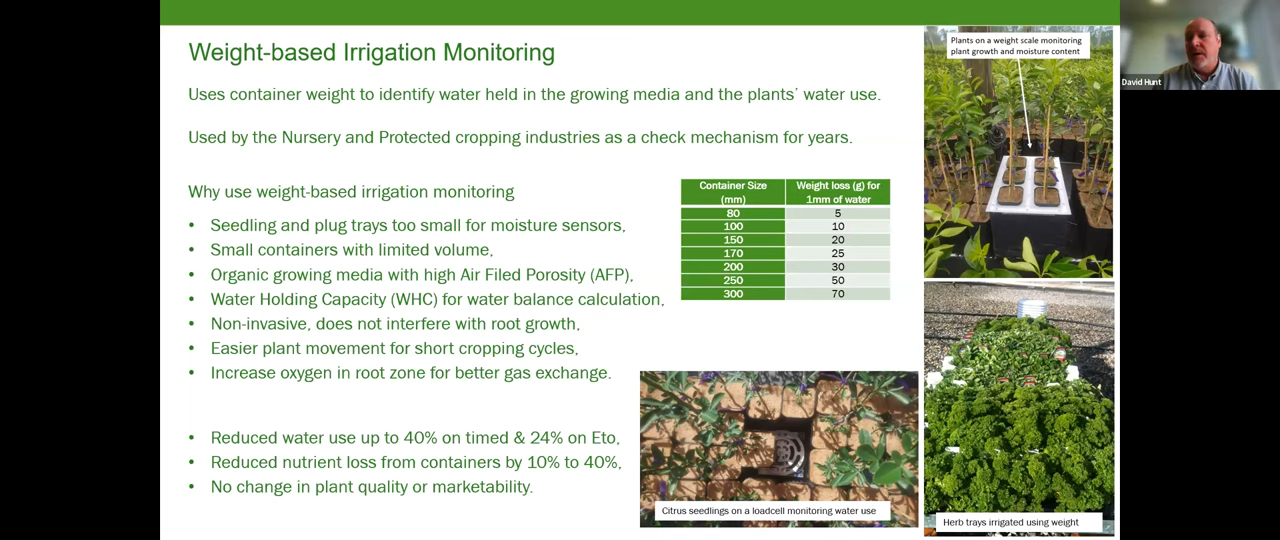 Weight-based Irrigation Monitoring
Uses container weight to identify water held in the growing media and the plants' water use.
Used by the Nursery and Protected cropping industries as a check mechanism for years.
Why use weight-based irrigation monitoring
• Seedling and plug trays too small for moisture sensors,
• Small containers with limited volume,
• Organic growing media with high Air Filed Porosity (AFP),
• Water Holding Capacity (WHC) for water balance calculation,
• Non-invasive, does not interfere with root growth,
• Easier plant movement for short cropping cycles,
• Increase oxygen in root zone for better gas exchange.
• Reduced water use up to 40% on timed & 24% on Eto,
• Reduced nutrient loss from containers by 10% to 40%,
• No change in plant quality or marketability.
Container Size (mm) Weight loss (g) for 1mm of water
80 5
100 10
150 20
170 25
200 30
250 50
300 70
Citrus seedlings on a loadcell monitoring water use
Plants on a weight scale monitoring
plant growth and moisture content
Herb trays irrigated using weight
David Hunt